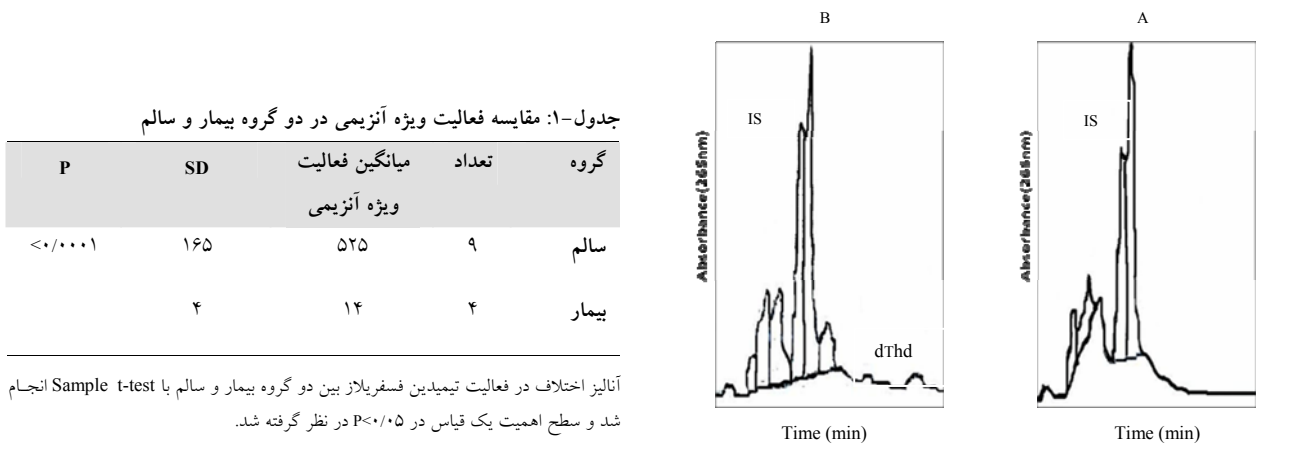 جدول-۱: مقایسه فعالیت ویژه آنزیمی در دو گروه بیمار و سالم
گروه تعداد میانگین فعالیت ویژه آنزیمی SD P
سالم ۹ ۵۲۵ ۱۶۵ <۰/۰۰۰۱
بیمار ۴ ۱۴ ۴
آنالیز اختلاف در فعالیت تیمیدین فسفریلاز بین دو گروه بیمار و سالم با Sample t-test انجام
شد و سطح اهمیت یک قیاس در P<۰/۰۵ در نظر گرفته شد.
B
IS
Absorbance(265nm)
dThd
Time (min)
A
IS
Absorbance(265nm)
Time (min)